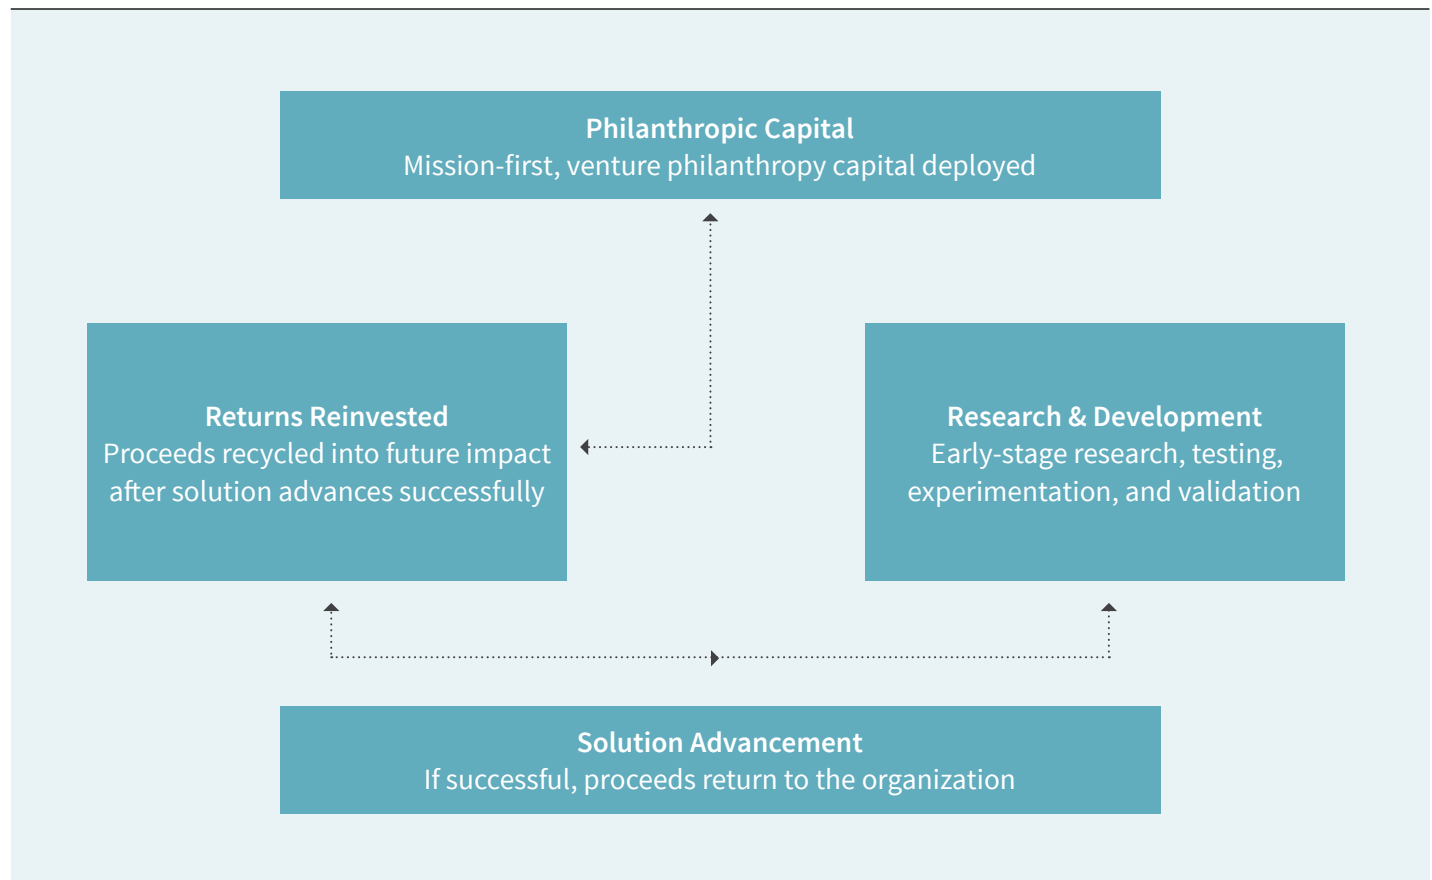 Philanthropic Capital
Mission-first, venture philanthropy capital deployed
Returns Reinvested
Proceeds recycled into future impact
after solution advances successfully
Research & Development
Early-stage research, testing,
experimentation, and validation
Solution Advancement
If successful, proceeds return to the organization